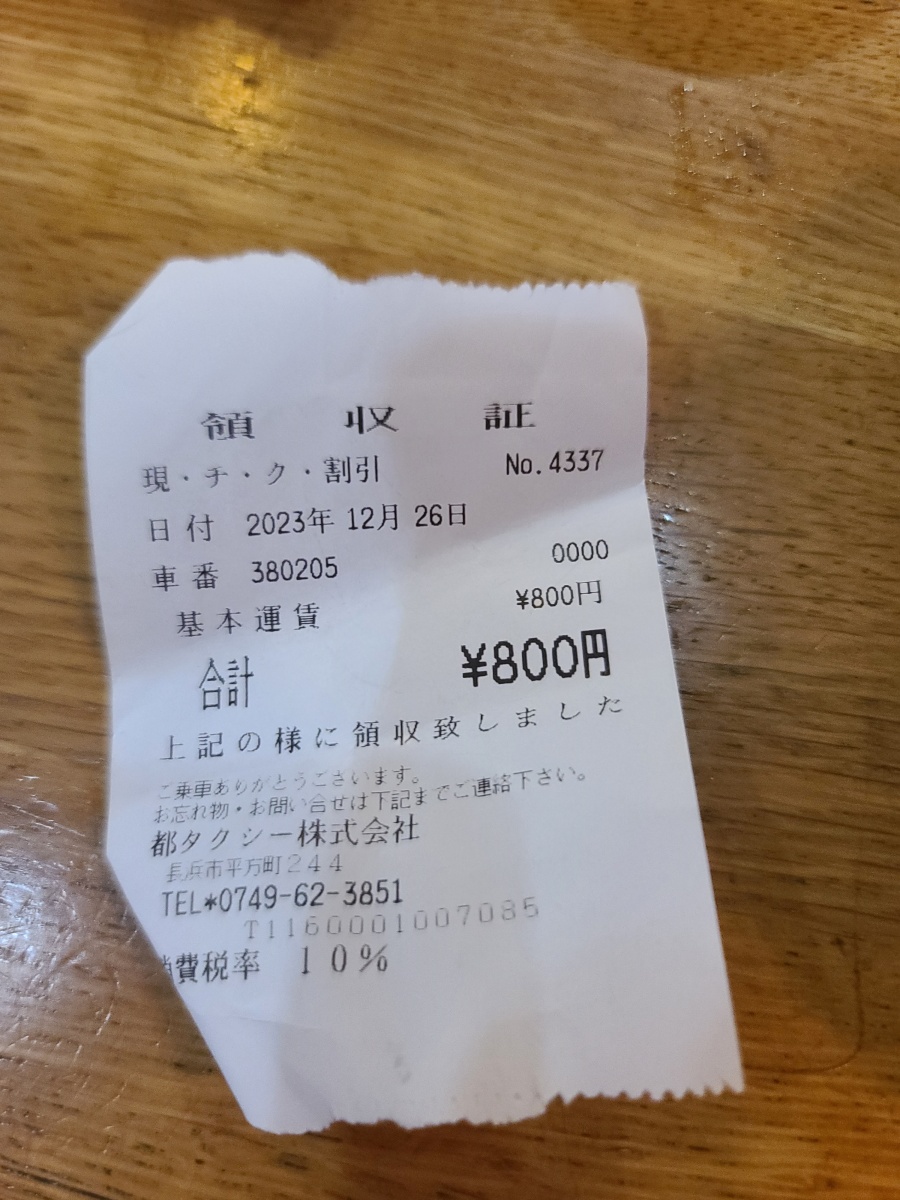 領収証
現・チ・ク・割引 No.4337
日付 2023年 12月 26日
車番 380205 0000
基本運賃 ¥800円
合計 ¥800円
上記の様に領収致しました
ご乗車ありがとうございます。
お忘れ物・お問い合せは下記までご連絡下さい。
都タクシー株式会社
長浜市平方町244
TEL*0749-62-3851
T1160001007085
消費税率 10%